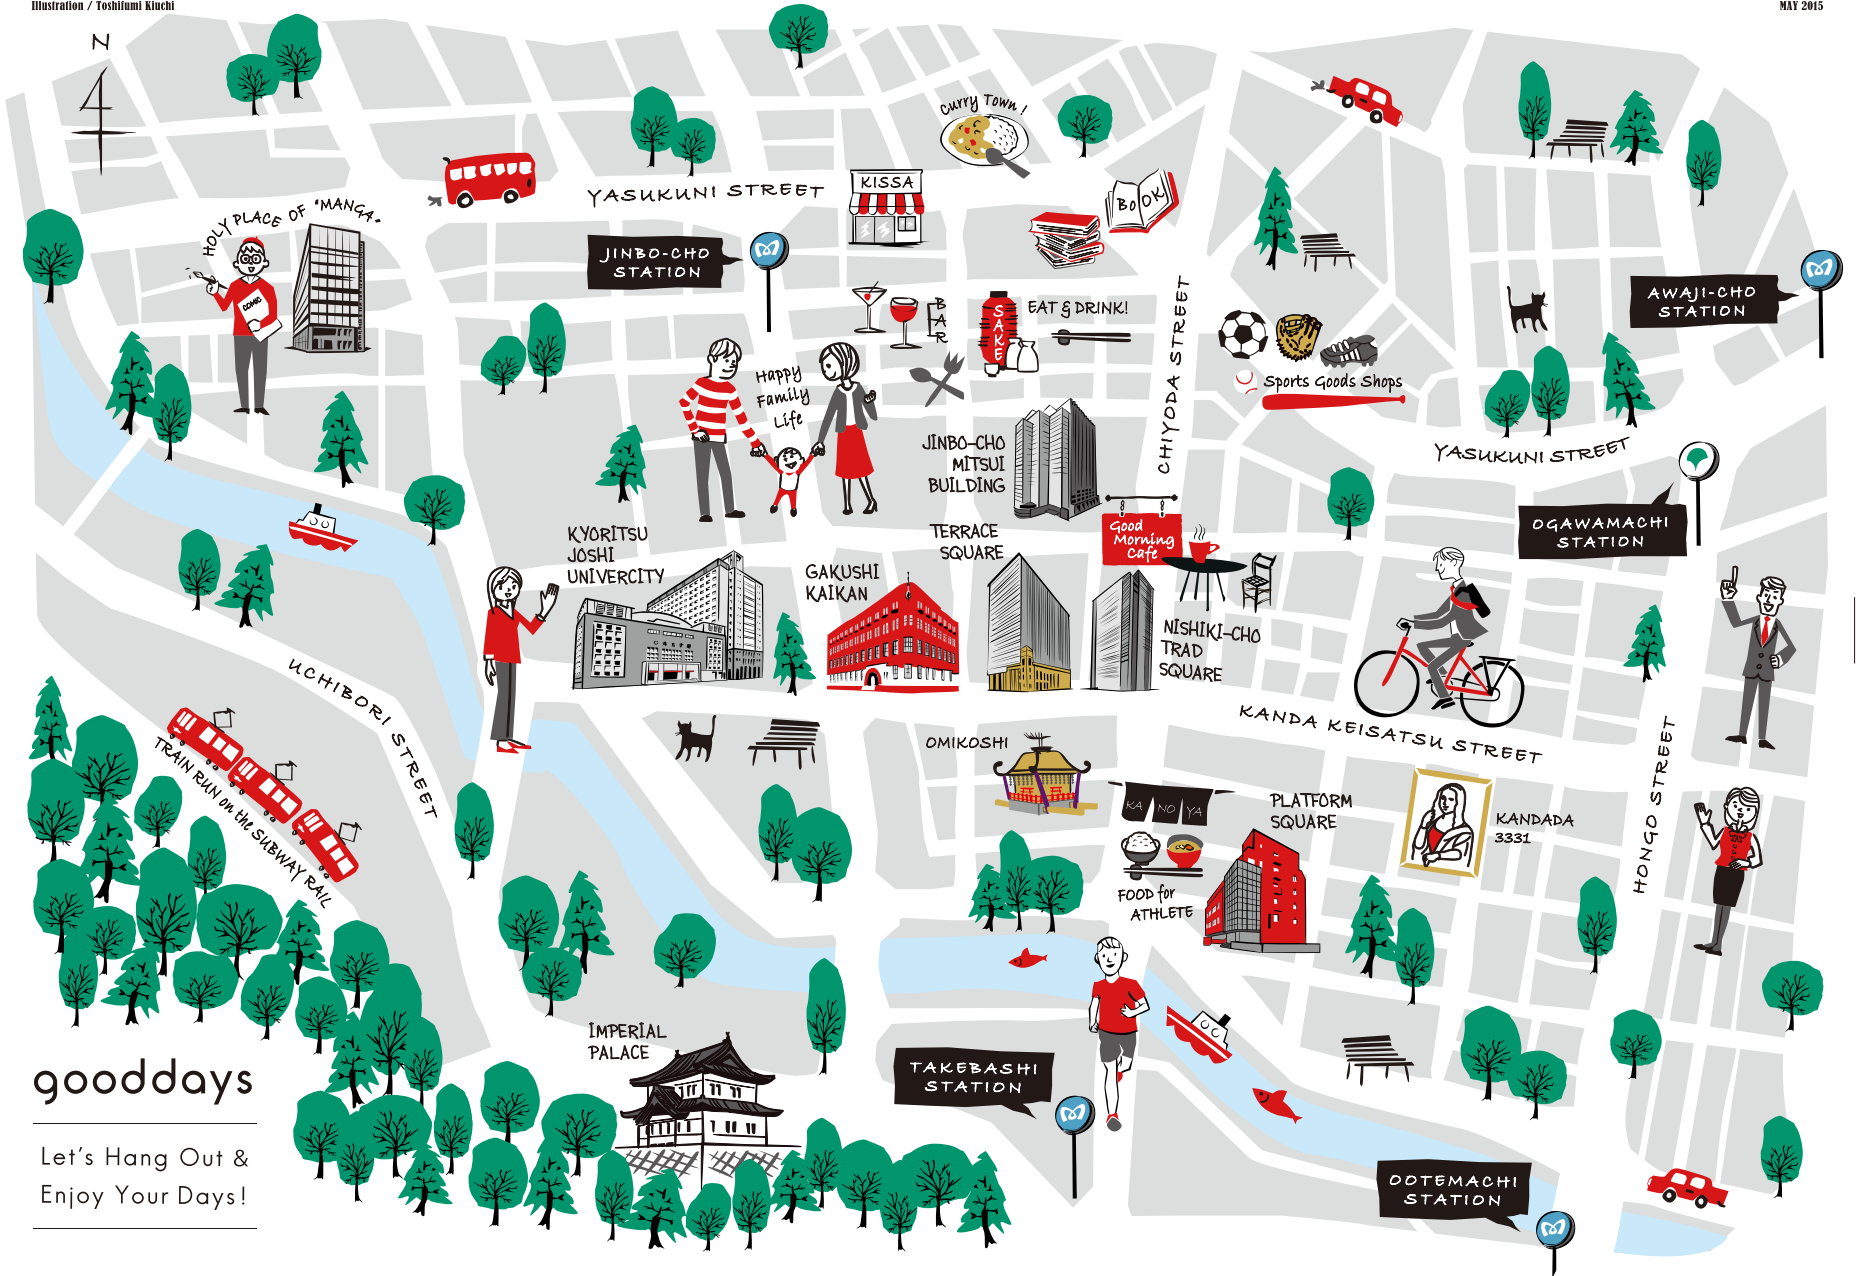 Illustration / Toshifumi Kiuchi
MAY 2015
N
Curry Town!
KISSA
YASUKUNI STREET
BOOK
HOLY PLACE OF "MANGA"
COMIC
JINBO-CHO
STATION
AWAJI-CHO
STATION
BAR
SAKE
EAT & DRINK!
CHIYODA STREET
Happy
Family
Life
Sports Goods Shops
JINBO-CHO
MITSUI
BUILDING
YASUKUNI STREET
OGAWAMACHI
STATION
KYORITSU
JOSHI
UNIVERCITY
GAKUSHI
KAIKAN
TERRACE
SQUARE
Good
Morning
Cafe
NISHIKI-CHO
TRAD
SQUARE
UCHIBORI STREET
TRAIN RUN on the SUBWAY RAIL
KANDA KEISATSU STREET
HONGO STREET
OMIKOSHI
KA NO YA
PLATFORM
SQUARE
KANDADA
3331
FOOD for
ATHLETE
IMPERIAL
PALACE
TAKEBASHI
STATION
OOTEMACHI
STATION
gooddays
Let's Hang Out &
Enjoy Your Days!